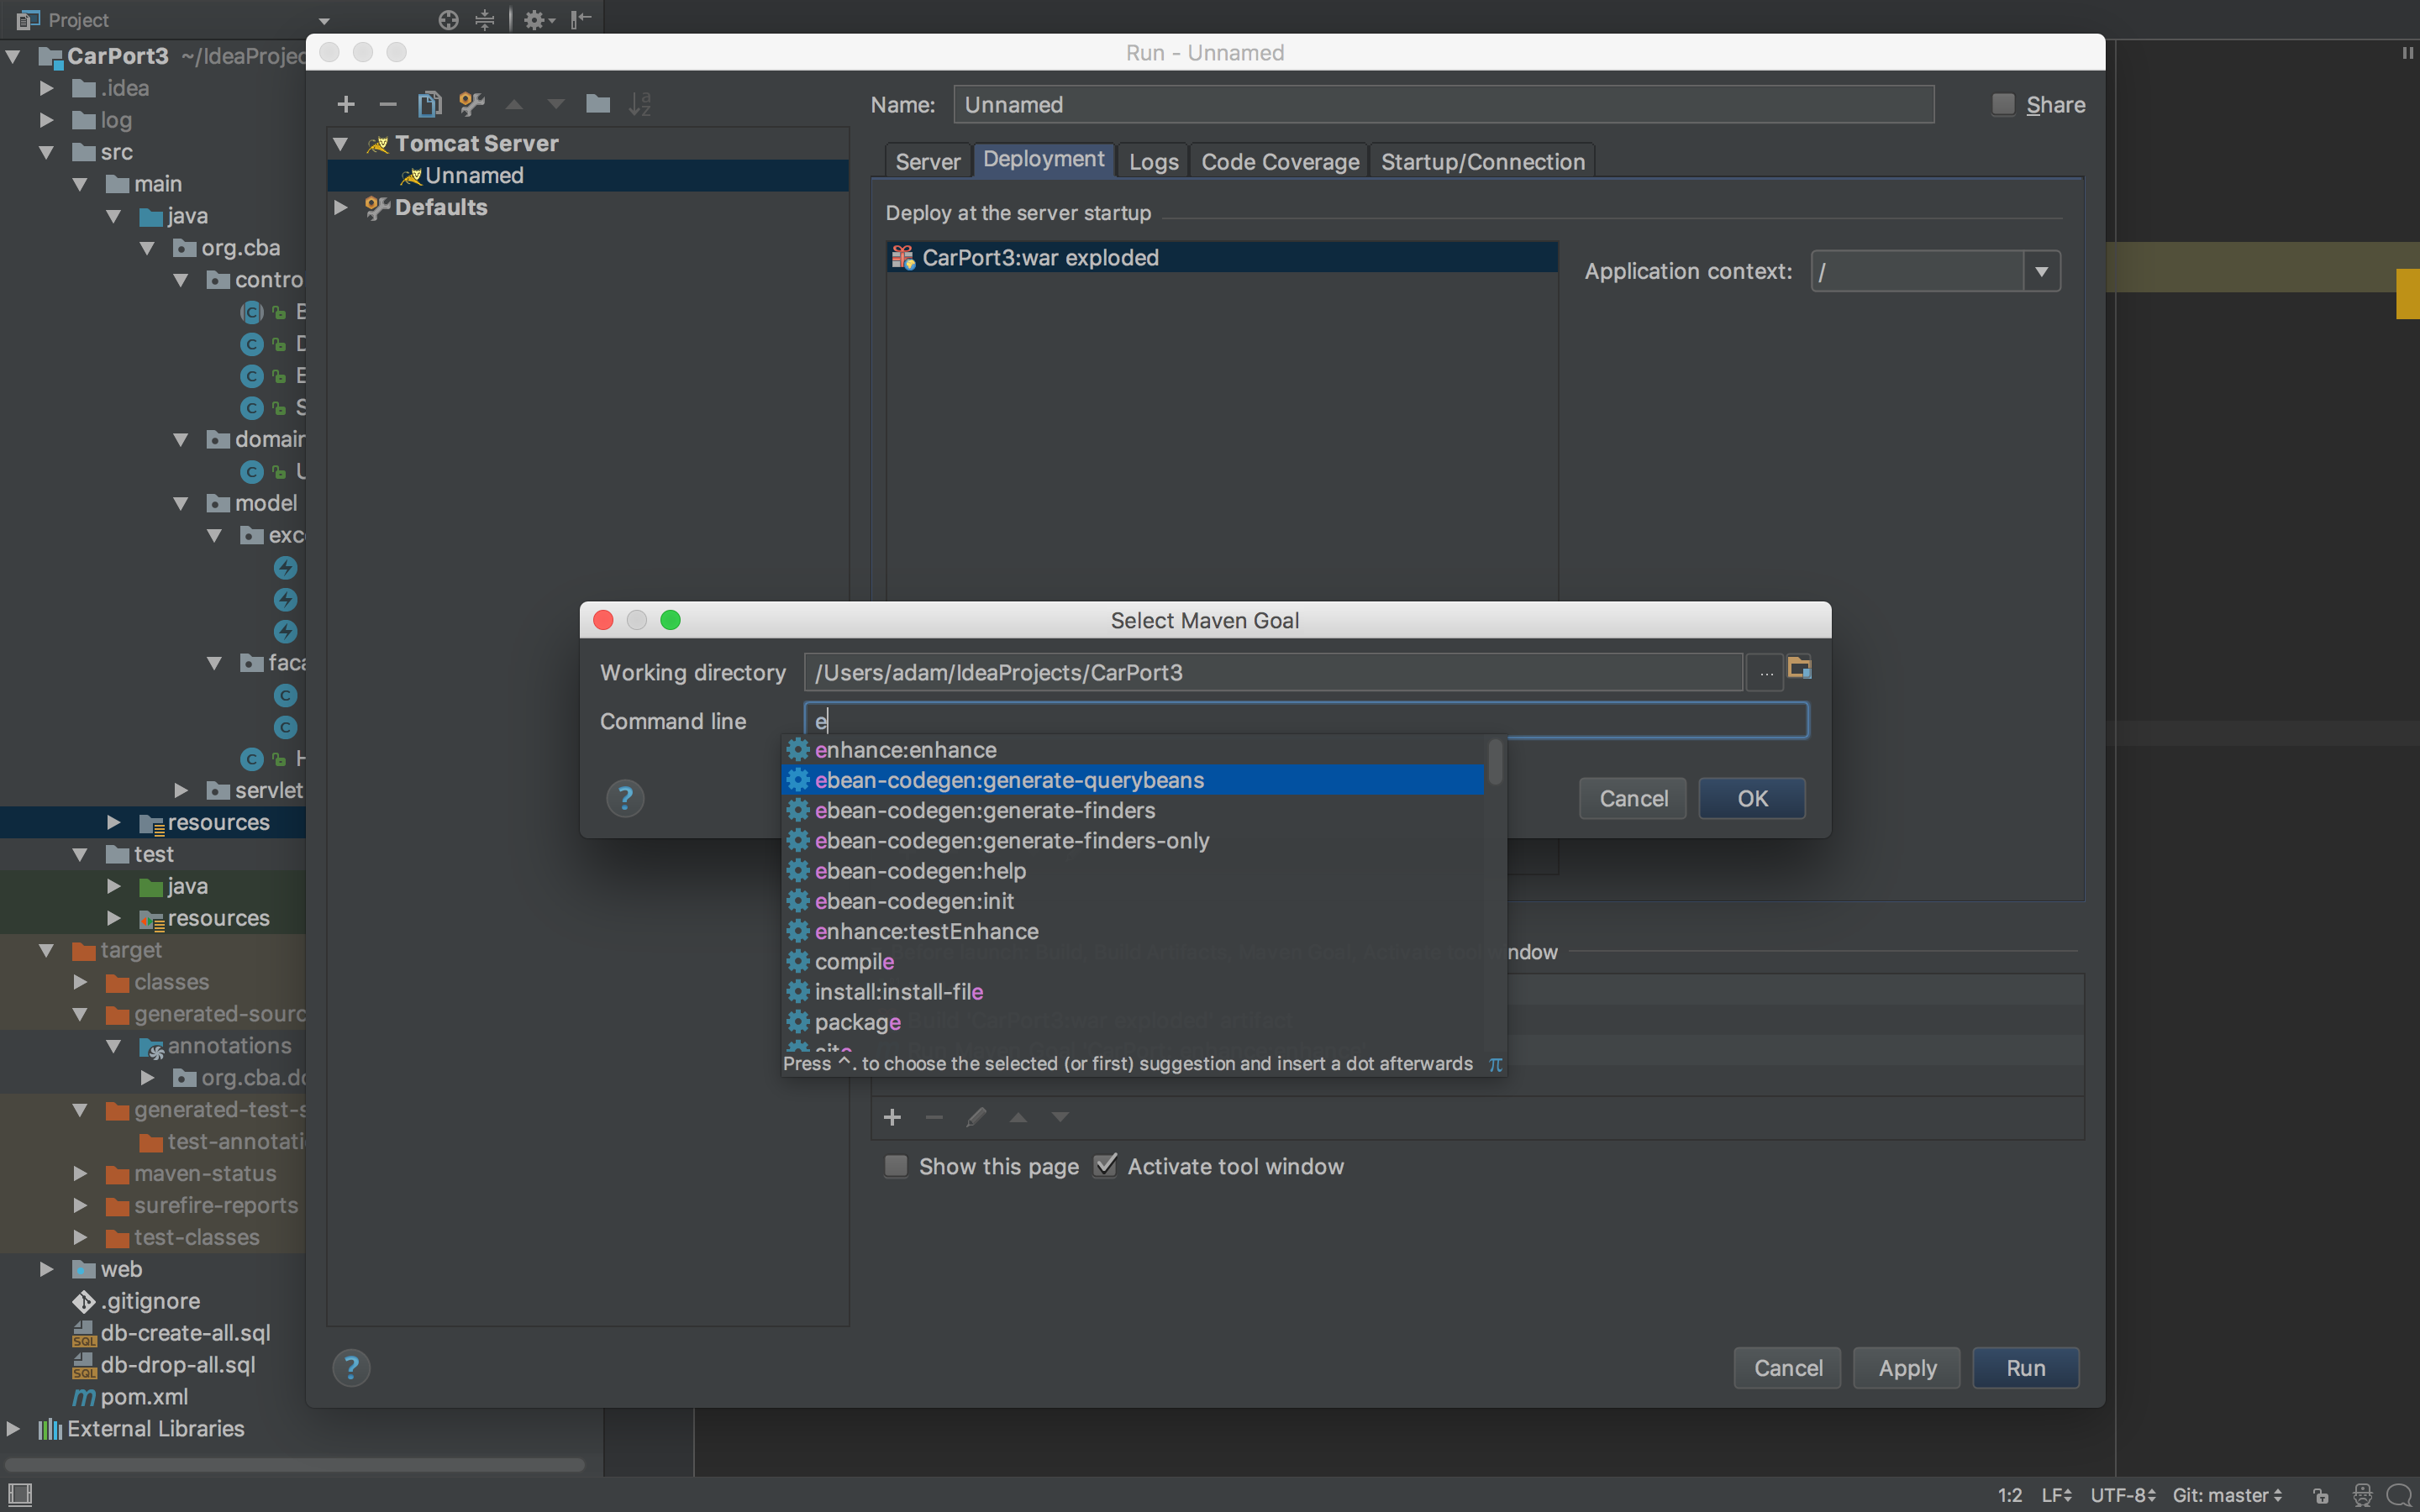 Project
CarPort3 ~/IdeaProjec
.idea
log
src
main
java
org.cba
contro
B
D
E
S
domair
U
model
exc
faca
H
servlet
resources
test
java
resources
target
classes
generated-sourc
annotations
org.cba.do
generated-test-s
test-annotati
maven-status
surefire-reports
test-classes
web
.gitignore
db-create-all.sql
db-drop-all.sql
pom.xml
External Libraries
Run - Unnamed
Tomcat Server
Unnamed
Defaults
Name: Unnamed
Share
Server Deployment Logs Code Coverage Startup/Connection
Deploy at the server startup
CarPort3:war exploded
Application context: /
Select Maven Goal
Working directory /Users/adam/IdeaProjects/CarPort3 ...
Command line e
enhance:enhance
ebean-codegen:generate-querybeans
ebean-codegen:generate-finders
ebean-codegen:generate-finders-only
ebean-codegen:help
ebean-codegen:init
enhance:testEnhance
compile
install:install-file
package
site
Press ^. to choose the selected (or first) suggestion and insert a dot afterwards π
? Cancel OK
ndow
Show this page Activate tool window
? Cancel Apply Run
1:2 LF UTF-8 Git: master